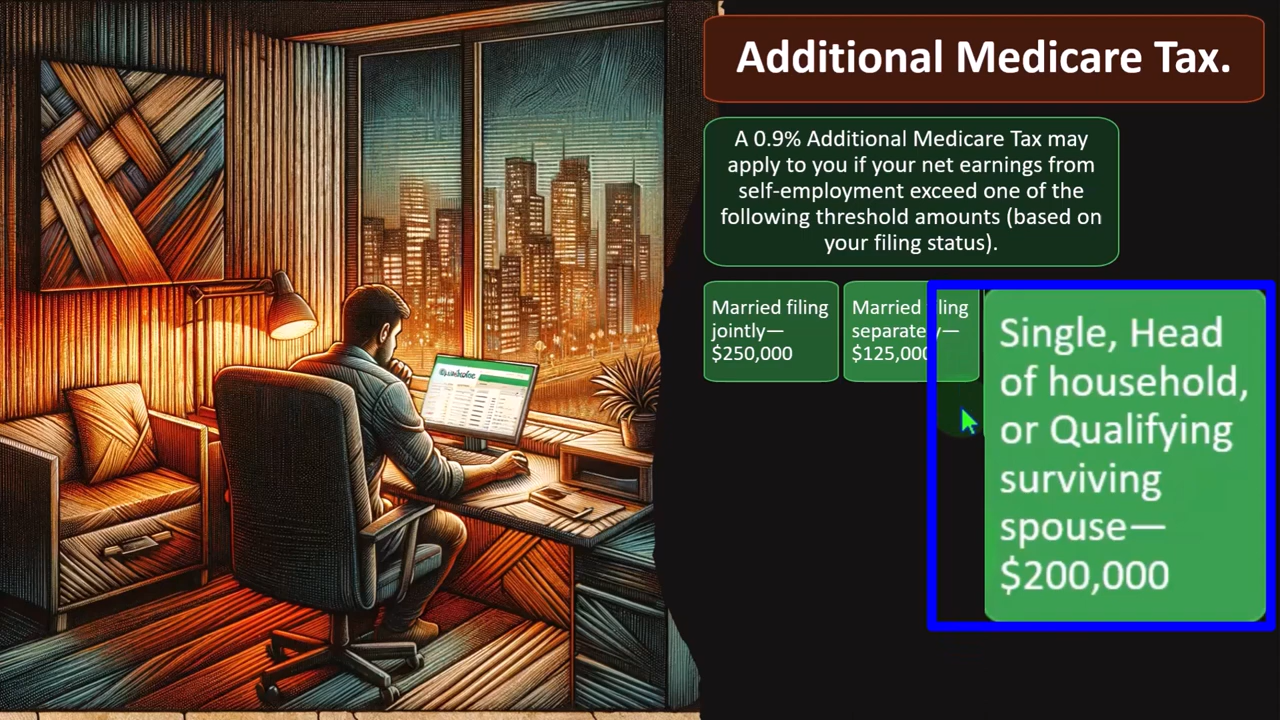 Additional Medicare Tax.
A 0.9% Additional Medicare Tax may
apply to you if your net earnings from
self-employment exceed one of the
following threshold amounts (based on
your filing status).
Married filing
jointly—
$250,000
Married filing
separately—
$125,000
Single, Head
of household,
or Qualifying
surviving
spouse—
$200,000